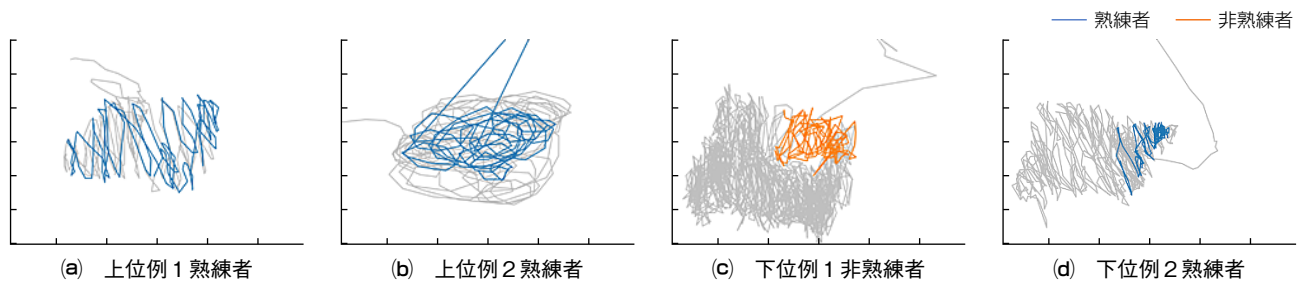 熟練者 非熟練者
(a) 上位例1熟練者
(b) 上位例2熟練者
(c) 下位例1非熟練者
(d) 下位例2熟練者